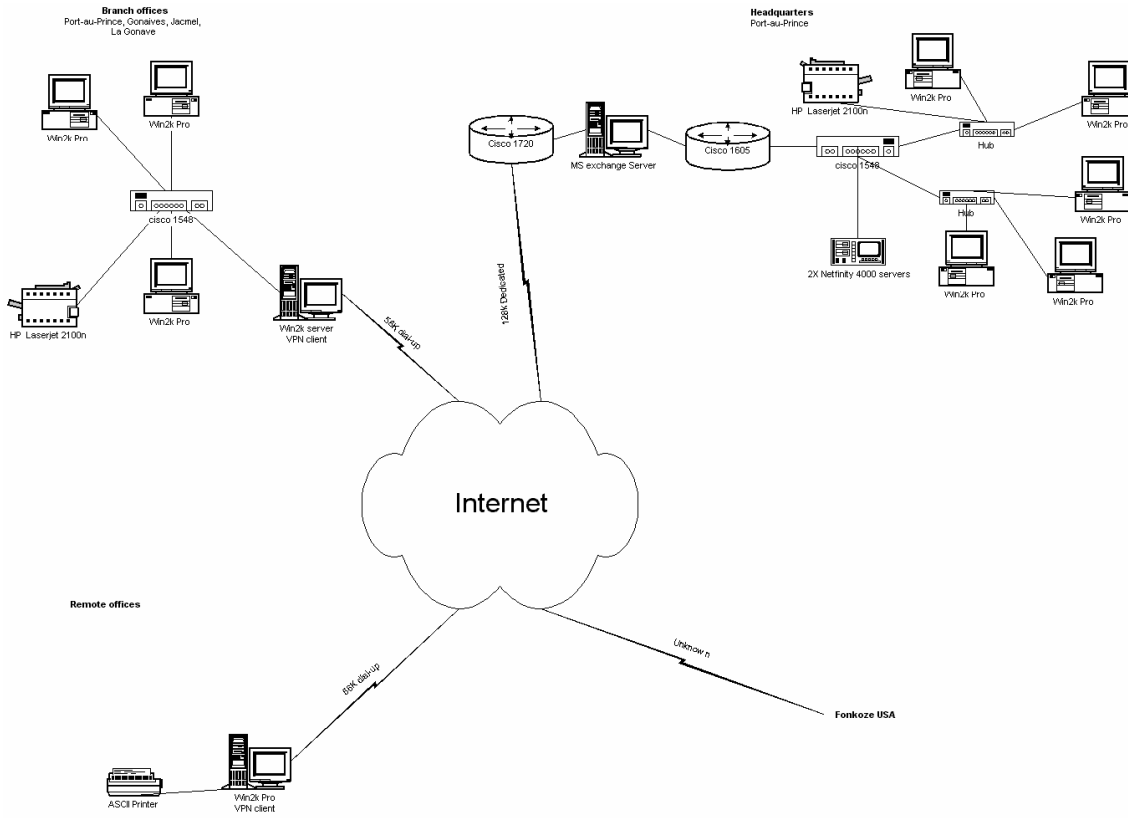 Branch offices
Port-au-Prince, Gonaives, Jacmel,
La Gonave
Win2k Pro
Win2k Pro
cisco 1548
HP Laserjet 2100n
Win2k Pro
Win2k server
VPN client
56K dial-up
Headquarters
Port-au-Prince
HP Laserjet 2100n
Win2k Pro
Win2k Pro
Hub
Cisco 1720
MS exchange Server
Cisco 1605
cisco 1548
Win2k Pro
Hub
2X Netfinity 4000 servers
Win2k Pro
Win2k Pro
128k Dedicated
Internet
Remote offices
56K dial-up
Unknown
Fonkoze USA
ASCII Printer
Win2k Pro
VPN client